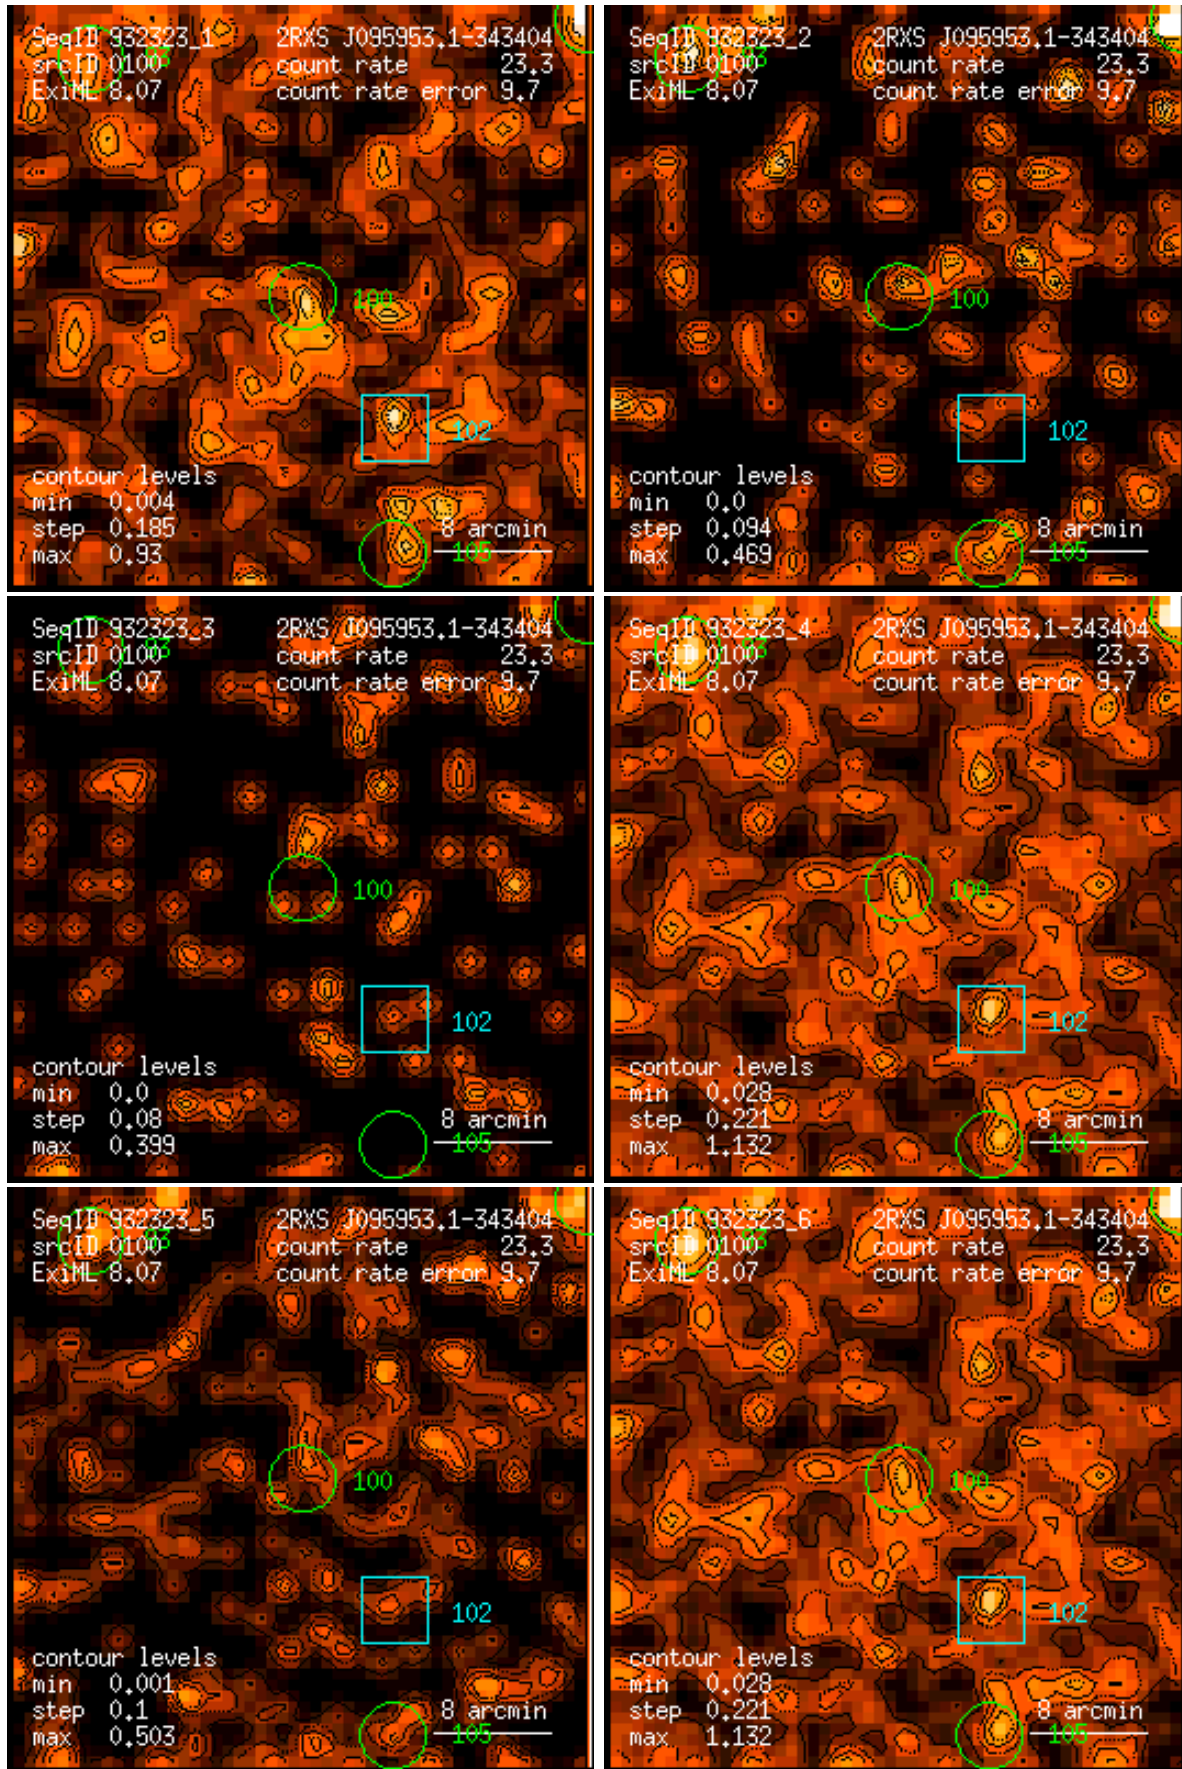 SeqID 932323_1 2RXS J095953.1-343404
srcID 0100 93 count rate 23.3
ExiML 8.07 count rate error 9.7
100
102
contour levels
min 0.004
step 0.185 8 arcmin
max 0.93 105
SeqID 932323_2 2RXS J095953.1-343404
srcID 0100 93 count rate 23.3
ExiML 8.07 count rate error 9.7
100
102
contour levels
min 0.0
step 0.094 8 arcmin
max 0.469 105
SeqID 932323_3 2RXS J095953.1-343404
srcID 0100 93 count rate 23.3
ExiML 8.07 count rate error 9.7
100
102
contour levels
min 0.0
step 0.08 8 arcmin
max 0.399 105
SeqID 932323_4 2RXS J095953.1-343404
srcID 0100 93 count rate 23.3
ExiML 8.07 count rate error 9.7
100
102
contour levels
min 0.028
step 0.221 8 arcmin
max 1.132 105
SeqID 932323_5 2RXS J095953.1-343404
srcID 0100 93 count rate 23.3
ExiML 8.07 count rate error 9.7
100
102
contour levels
min 0.001
step 0.1 8 arcmin
max 0.503 105
SeqID 932323_6 2RXS J095953.1-343404
srcID 0100 93 count rate 23.3
ExiML 8.07 count rate error 9.7
100
102
contour levels
min 0.028
step 0.221 8 arcmin
max 1.132 105